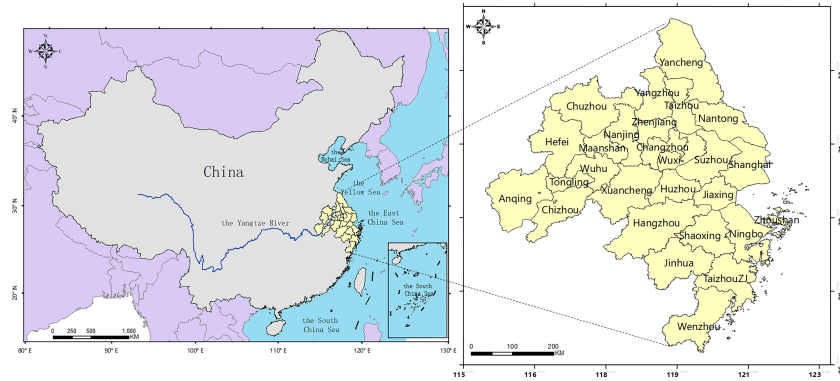 N
W
S
40° N
30° N
20° N
China
the
Bohai Sea
the
Yellow Sea
the East
China Sea
the Yangtze River
the South
China Sea
the South
China Sea
0 250 500 1,000
KM
80° E 90° E 100° E 110° E 120° E 130° E
N
W
S
Yancheng
Yangzhou
Taizhou
Chuzhou
Nantong
Zhenjiang
Nanjing
Hefei
Maanshan
Changzhou
Wuxi
Suzhou
Shanghai
Wuhu
Tongling
Xuancheng
Huzhou
Jiaxing
Anqing
Chizhou
Hangzhou
Zhoushan
Shaoxing
Ningbo
Jinhua
TaizhouZJ
Wenzhou
0 100 200
KM
115 116 118 119 121 123